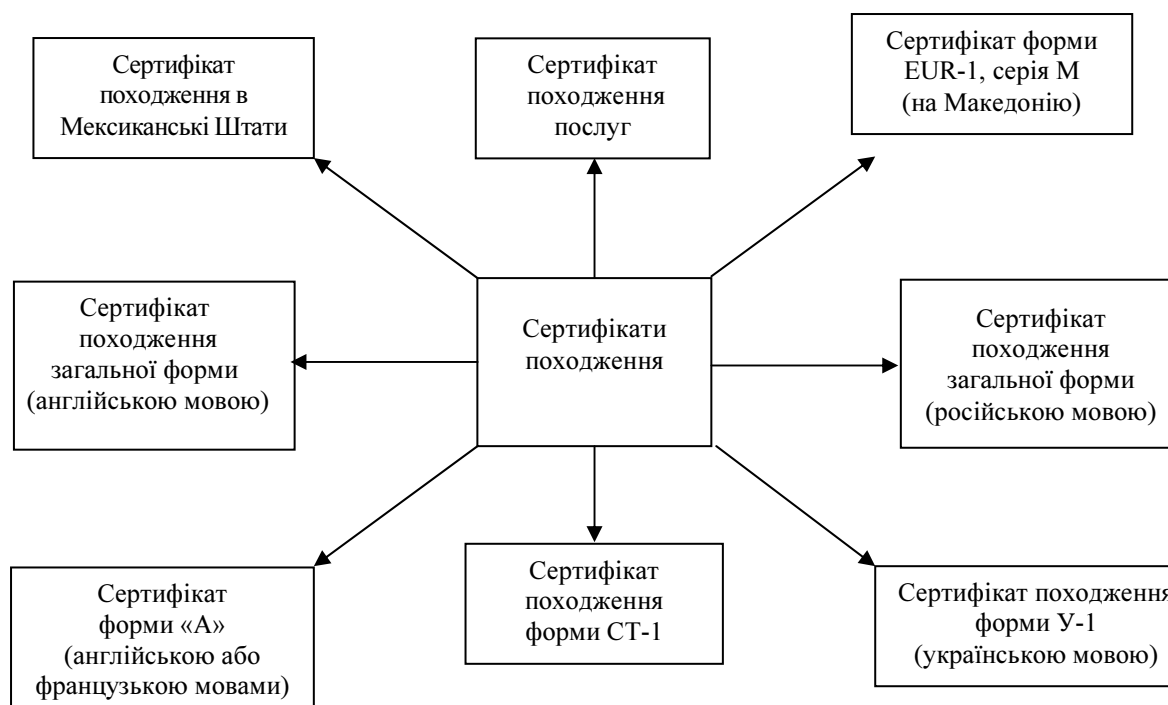 Сертифікат
походження в
Мексиканські Штати
Сертифікат
походження
послуг
Сертифікат форми
EUR-1, серія М
(на Македонію)
Сертифікат
походження
загальної форми
(англійською мовою)
Сертифікати
походження
Сертифікат
походження
загальної форми
(російською мовою)
Сертифікат
форми «А»
(англійською або
французькою мовами)
Сертифікат
походження
форми СТ-1
Сертифікат походження
форми У-1
(українською мовою)